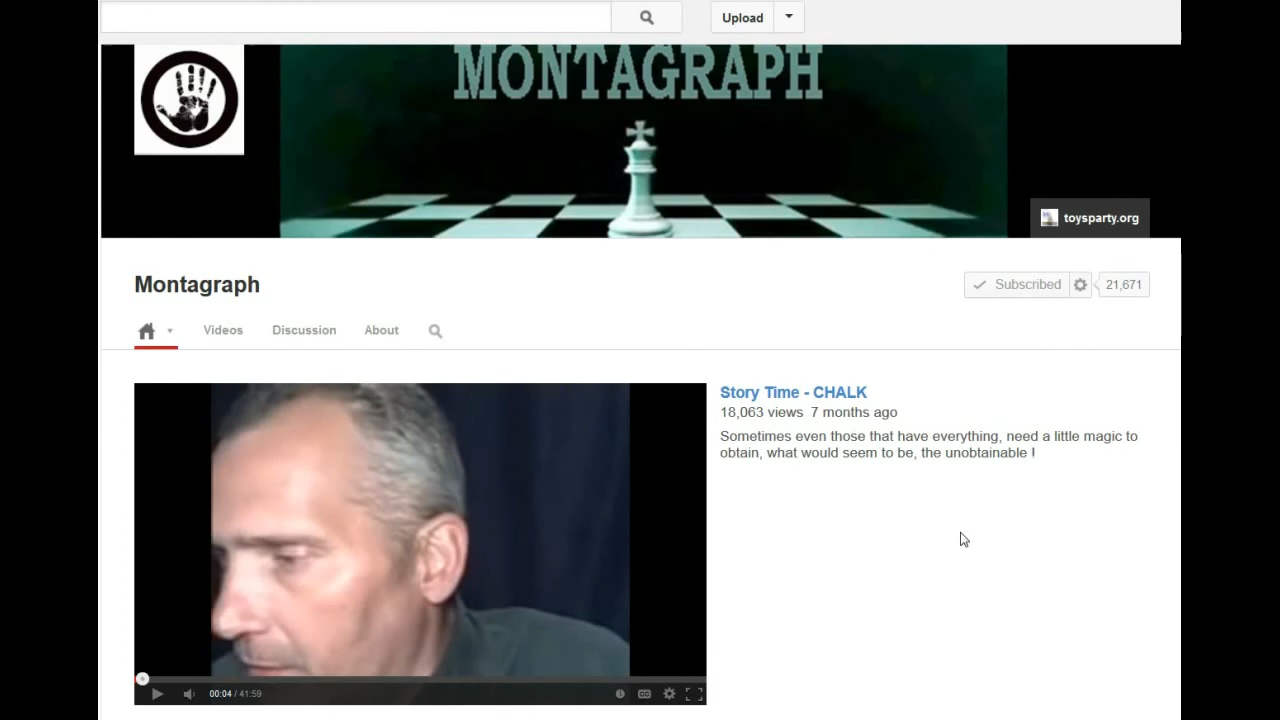 Upload
MONTAGRAPH
toysparty.org
Montagraph
Subscribed
21,671
Videos
Discussion
About
Story Time - CHALK
18,063 views 7 months ago
Sometimes even those that have everything, need a little magic to
obtain, what would seem to be, the unobtainable !
00:04 / 41:59
CC